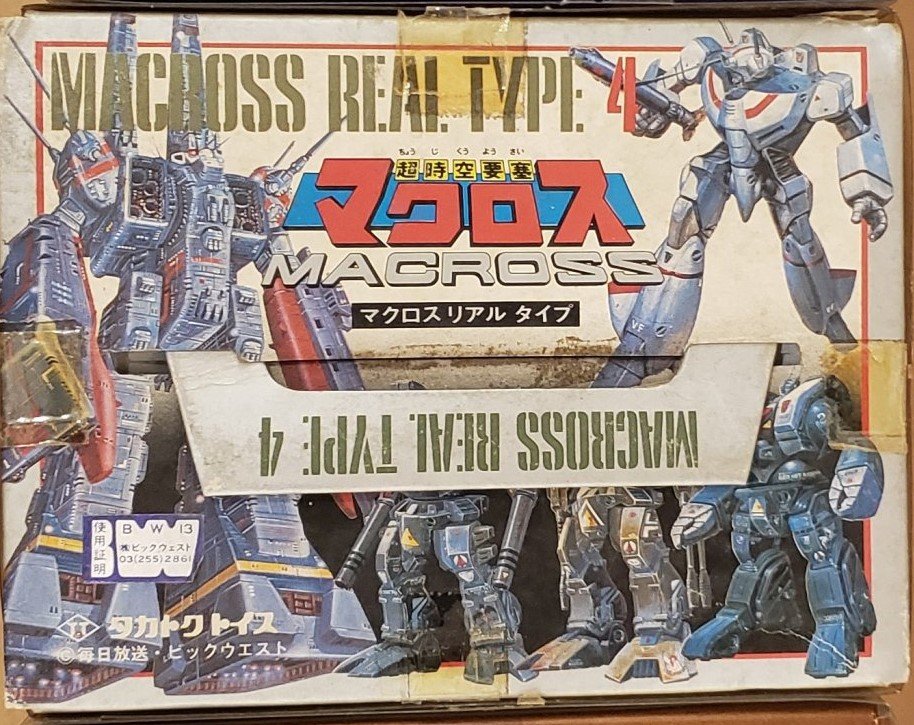 MACROSS REAL TYPE 4
ちょう じ くう よう さい
超時空要塞
マクロス
MACROSS
マクロス リアル タイプ
MACROSS REAL TYPE 4
VF
使用証明
B W 13
㈱ビックウエスト
03(255)2861
タカトク トイス
©毎日放送・ビックウエスト